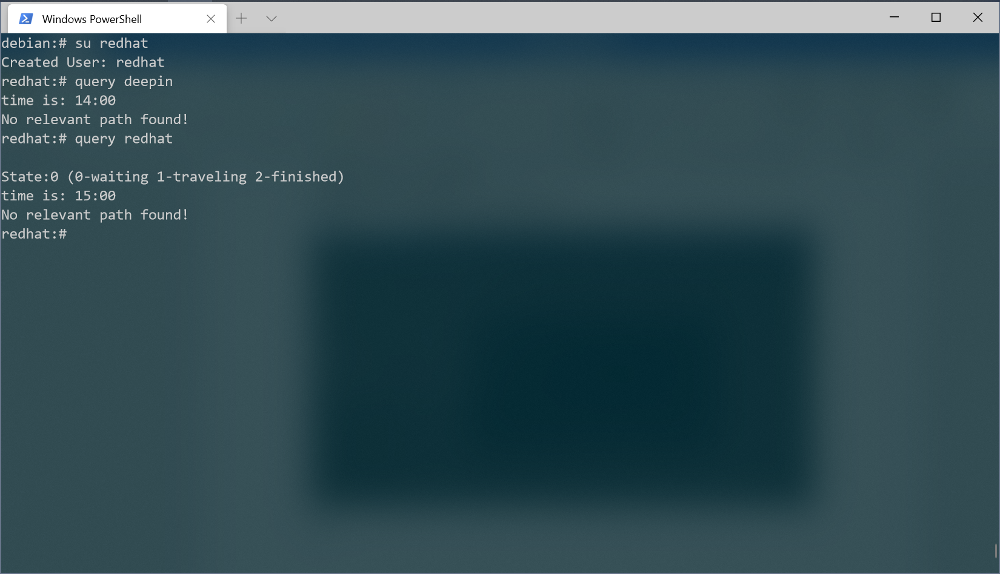 Windows PowerShell
debian:# su redhat
Created User: redhat
redhat:# query deepin
time is: 14:00
No relevant path found!
redhat:# query redhat
State:0 (0-waiting 1-traveling 2-finished)
time is: 15:00
No relevant path found!
redhat:#